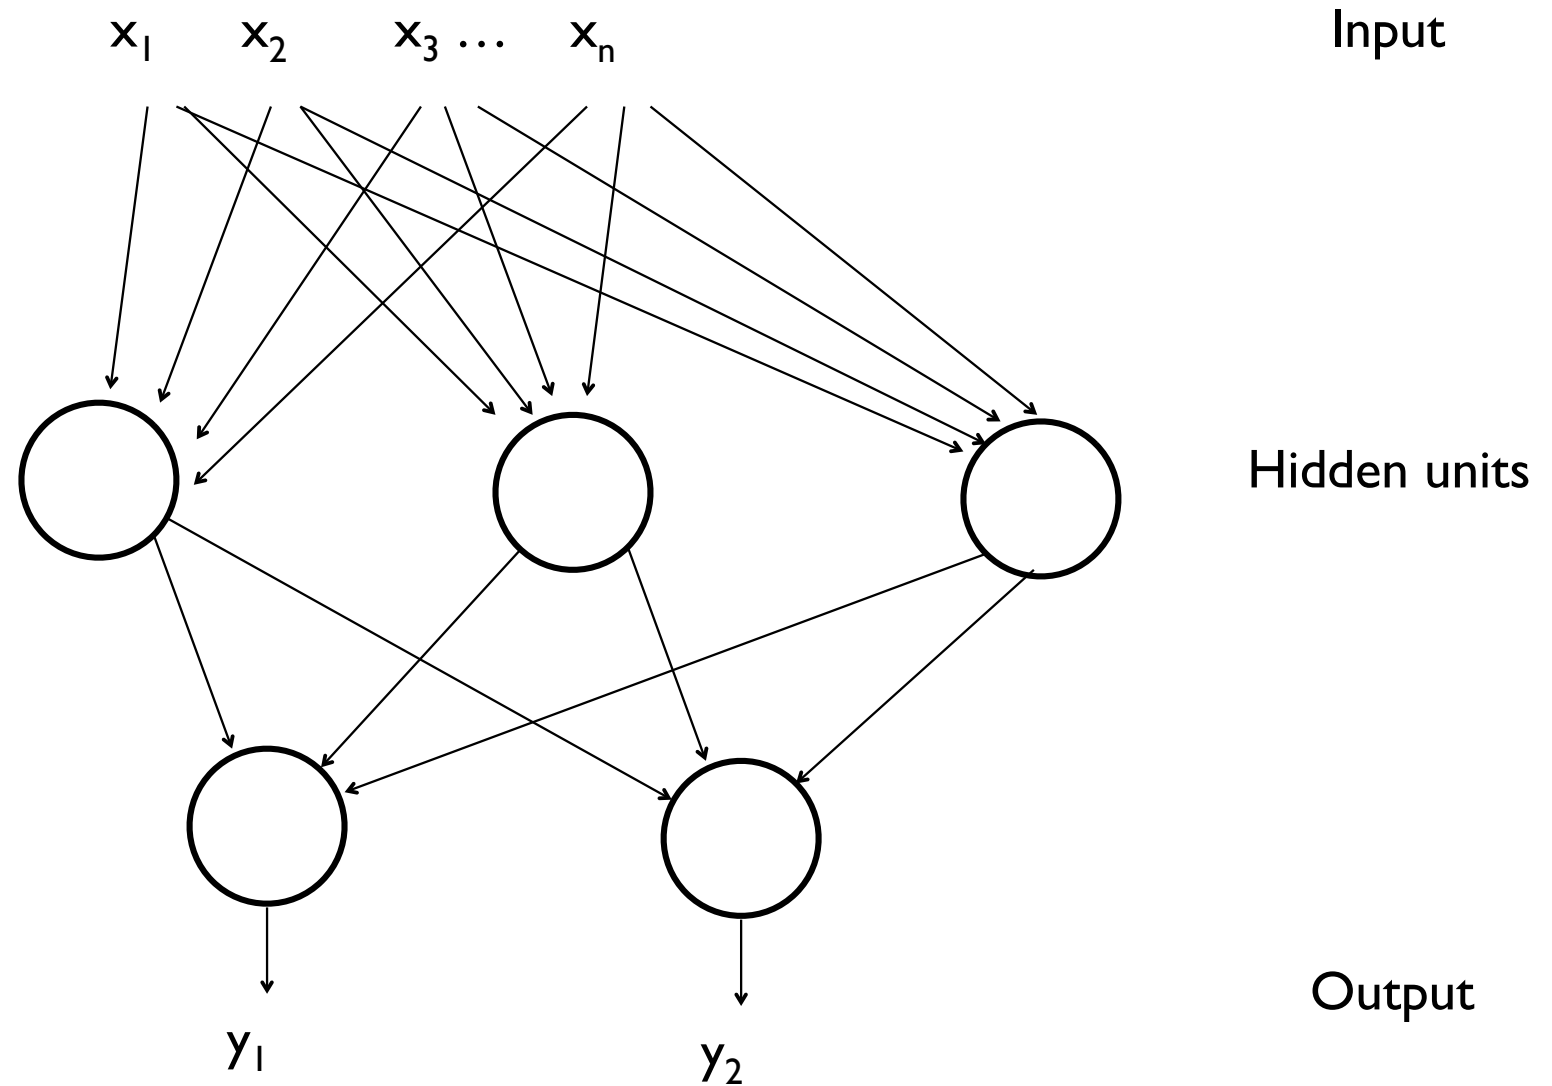 x1 x2 x3 … xn Input
Hidden units
Output
y1 y2